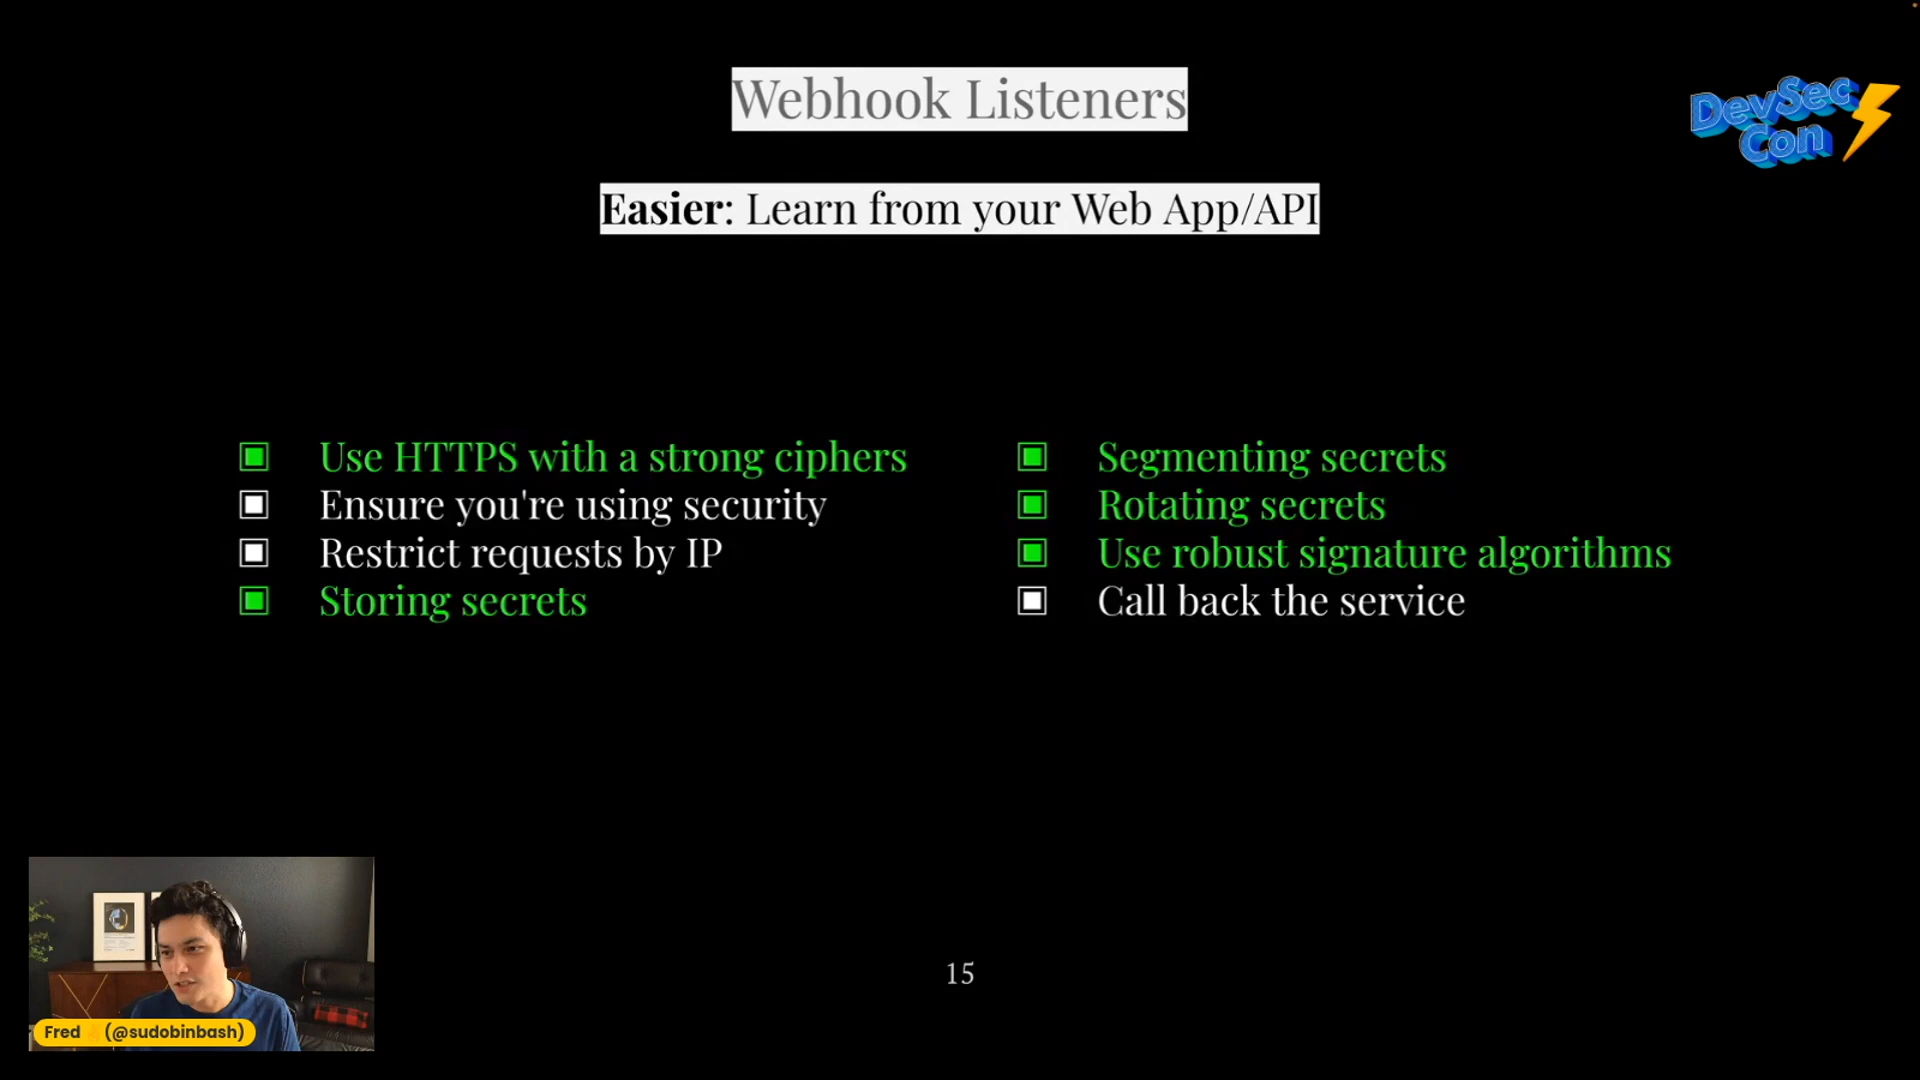 Webhook Listeners
DevSec
Con
Easier: Learn from your Web App/API
Use HTTPS with a strong ciphers
Ensure you're using security
Restrict requests by IP
Storing secrets
Segmenting secrets
Rotating secrets
Use robust signature algorithms
Call back the service
15
Fred (@sudobinbash)